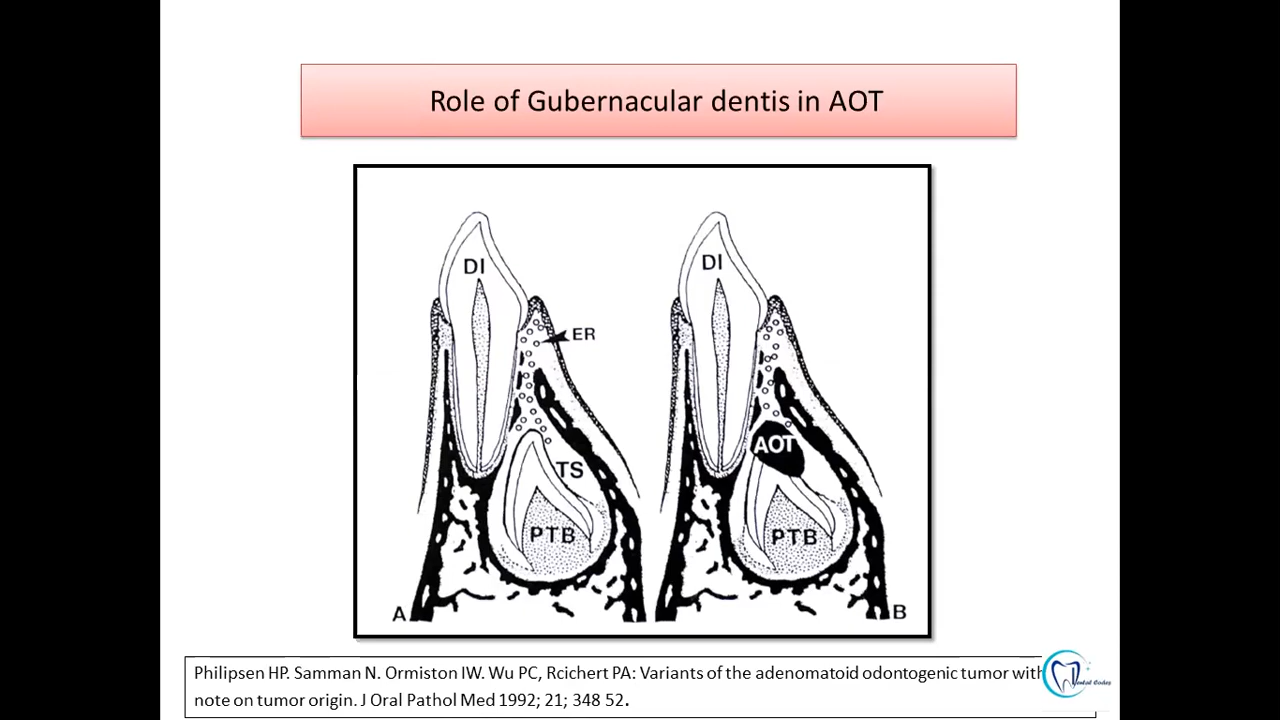 Role of Gubernacular dentis in AOT
DI
DI
ER
AOT
TS
PTB
PTB
A
B
Philipsen HP. Samman N. Ormiston IW. Wu PC, Rcichert PA: Variants of the adenomatoid odontogenic tumor with
note on tumor origin. J Oral Pathol Med 1992; 21; 348 52.
Dental Codes